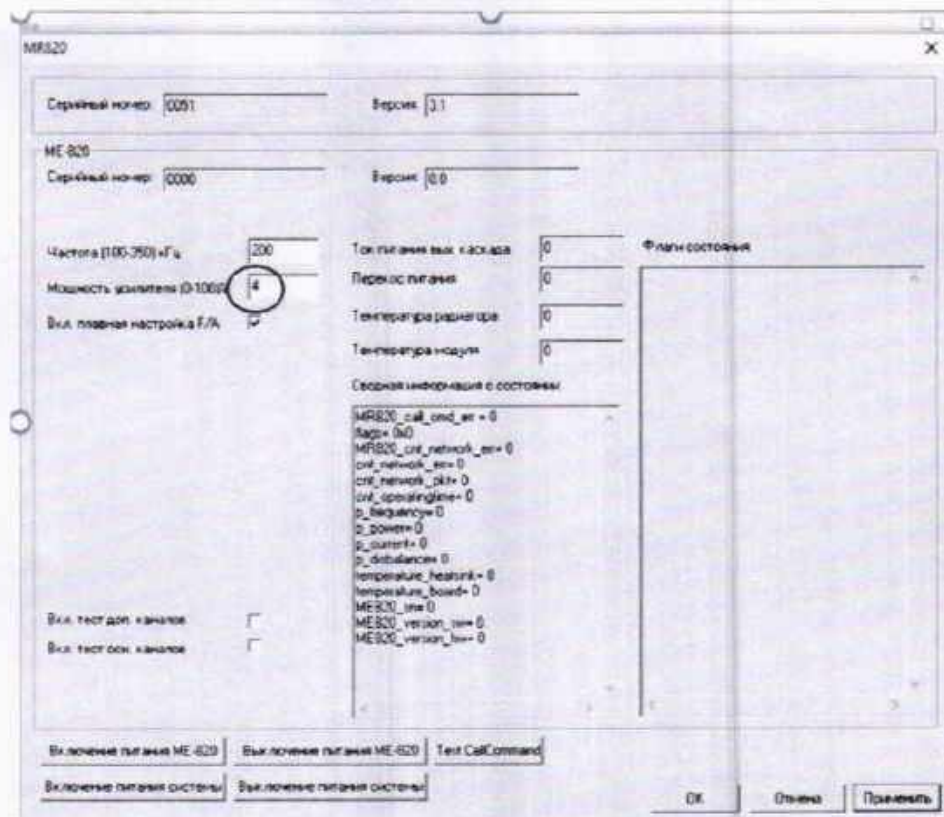 MR820
Серийный номер: 0051 Версия: 3.1
ME-820
Серийный номер: 0000 Версия: 0.0
Частота (100-350) кГц 200 Ток питания вых. каскада 0 Флаги состояния
Мощность усилителя (0-100) 4 Перекос питания 0
Вкл. плавная настройка F/A Температура радиатора 0
Температура модуля 0
Сводная информация о состоянии
MR820_call_cmd_err = 0
flags= 0x0
MR820_cnt_network_err= 0
cnt_network_err= 0
cnt_network_pkt= 0
cnt_operatingtime= 0
p_frequency= 0
p_power= 0
p_current= 0
p_disbalance= 0
temperature_heatsink= 0
temperature_board= 0
ME820_sn= 0
ME820_version_sw= 0
ME820_version_hw= 0
Вкл. тест доп. каналов
Вкл. тест осн. каналов
Включение питания ME-820 Выключение питания ME-820 Test CallCommand
Включение питания системы Выключение питания системы
OK Отмена Применить